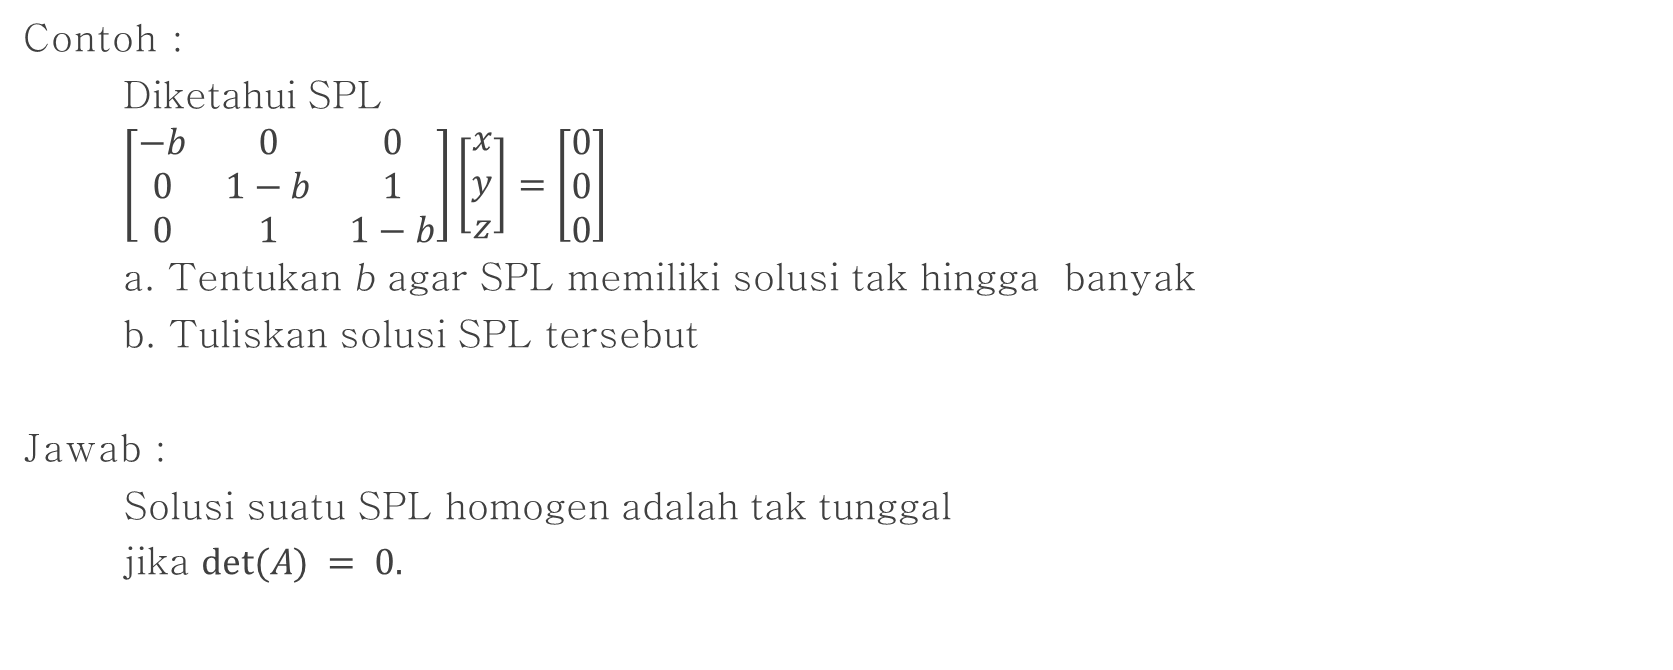 Contoh :
Diketahui SPL
[−b 0 0; 0 1 − b 1; 0 1 1 − b] [x; y; z] = [0; 0; 0]
a. Tentukan b agar SPL memiliki solusi tak hingga banyak
b. Tuliskan solusi SPL tersebut
Jawab :
Solusi suatu SPL homogen adalah tak tunggal
jika det(A) = 0.